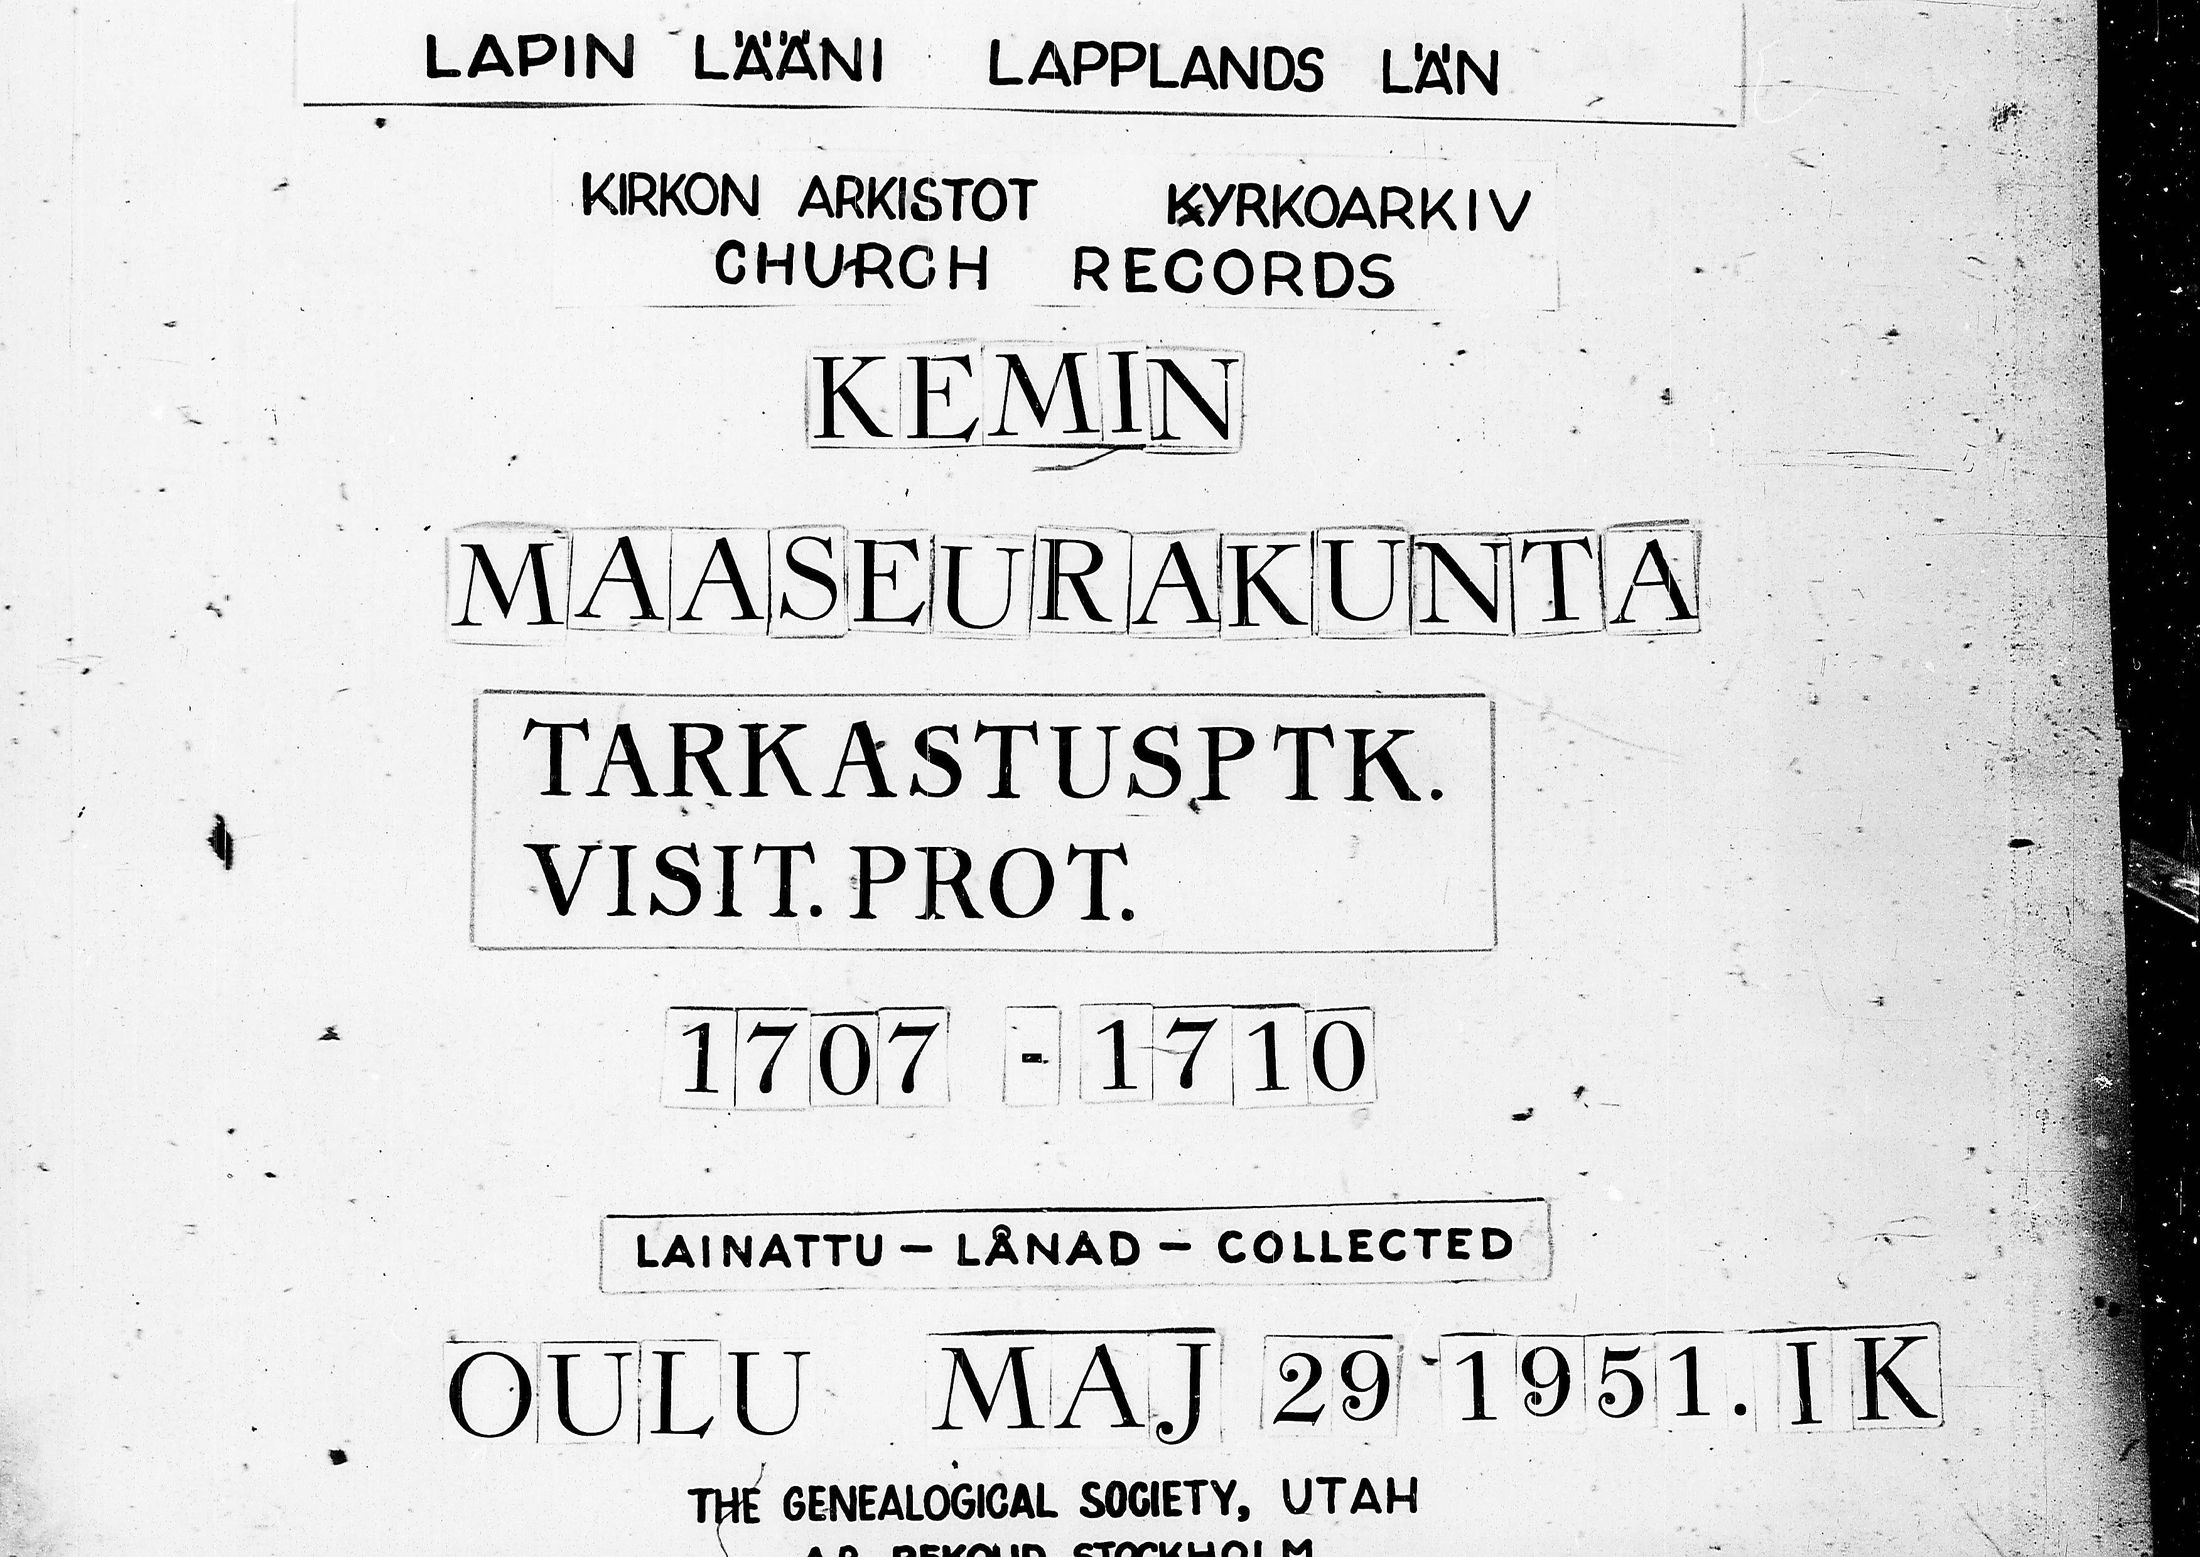 LAPIN LÄÄNI LAPPLANDS LÄN
KIRKON ARKISTOT KYRKOARKIV
CHURCH RECORDS
KEMIN
MAASEURAKUNTA
TARKASTUSPTK.
VISIT. PROT.
1707 - 1710
LAINATTU – LÅNAD – COLLECTED
OULU MAJ 29 1951. IK
THE GENEALOGICAL SOCIETY, UTAH
STOCKHOLM